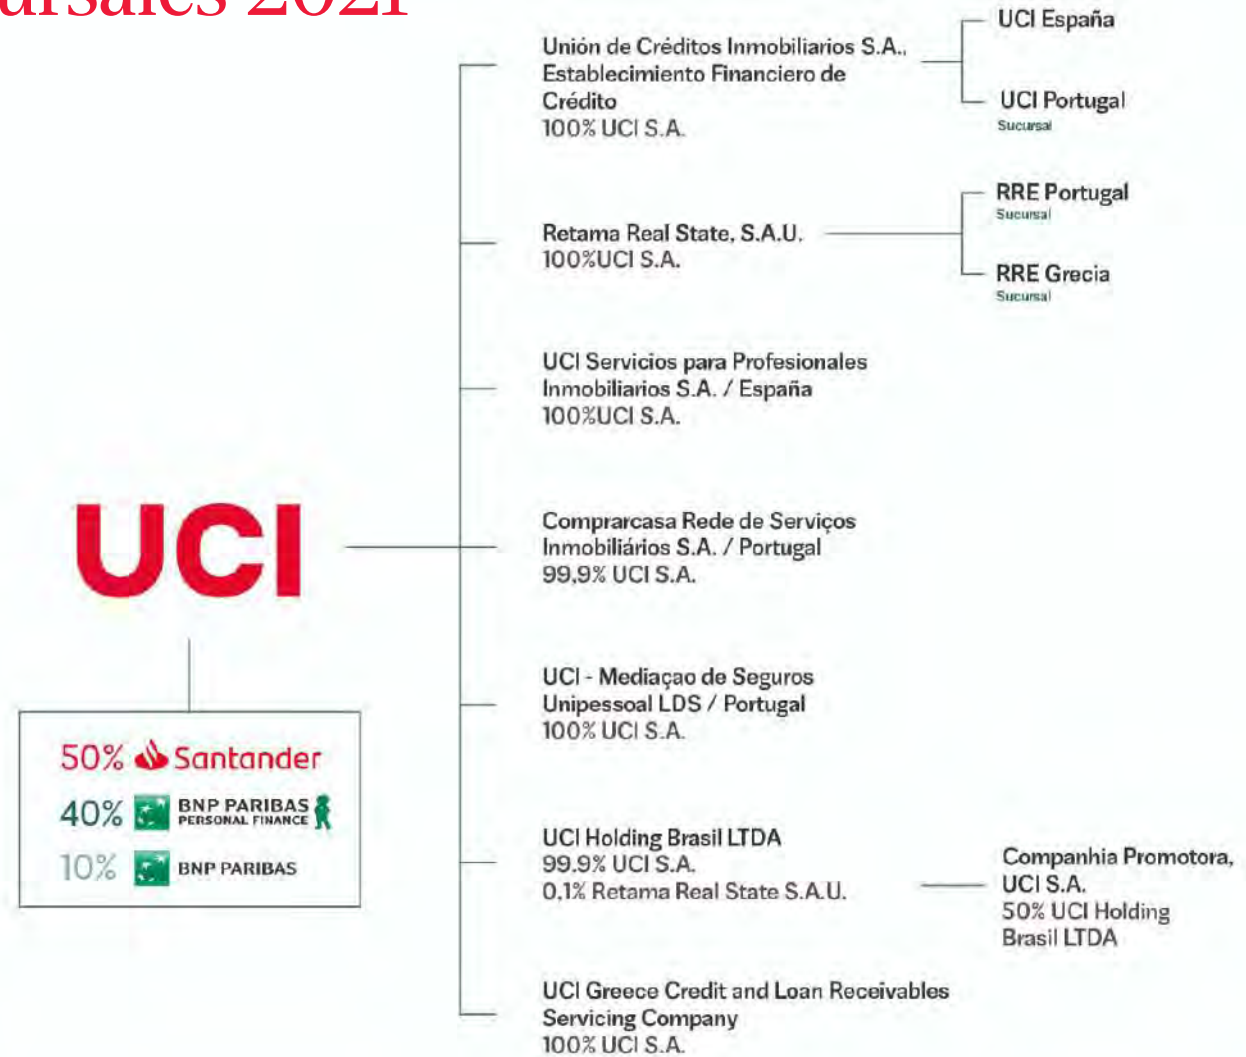 ursales 2021
Unión de Créditos Inmobiliarios S.A.,
Establecimiento Financiero de
Crédito
100% UCI S.A.
UCI España
UCI Portugal
Sucursal
Retama Real State, S.A.U.
100%UCI S.A.
RRE Portugal
Sucursal
RRE Grecia
Sucursal
UCI Servicios para Profesionales
Inmobiliarios S.A. / España
100%UCI S.A.
UCI
Comprarcasa Rede de Serviços
Inmobiliários S.A. / Portugal
99,9% UCI S.A.
UCI - Mediaçao de Seguros
Unipessoal LDS / Portugal
100% UCI S.A.
50% Santander
40% BNP PARIBAS
PERSONAL FINANCE
10% BNP PARIBAS
UCI Holding Brasil LTDA
99.9% UCI S.A.
0,1% Retama Real State S.A.U.
Companhia Promotora,
UCI S.A.
50% UCI Holding
Brasil LTDA
UCI Greece Credit and Loan Receivables
Servicing Company
100% UCI S.A.